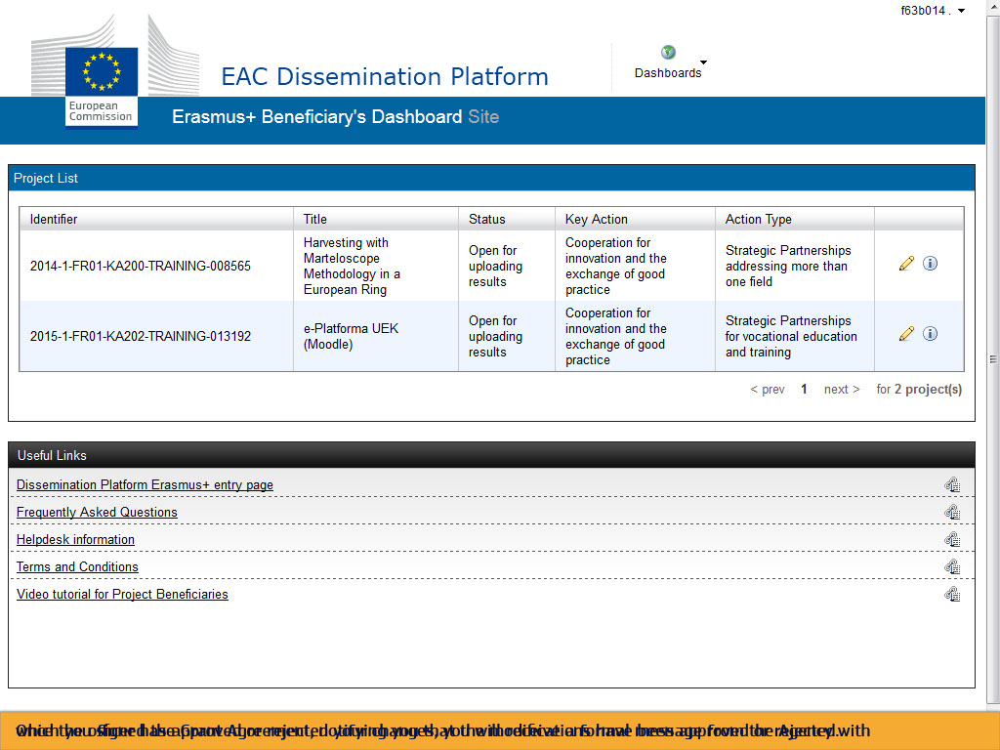 f63b014 .
Dashboards
EAC Dissemination Platform
European
Commission
Erasmus+ Beneficiary's Dashboard Site
Project List
Identifier Title Status Key Action Action Type
2014-1-FR01-KA200-TRAINING-008565
Harvesting with
Marteloscope
Methodology in a
European Ring
Open for
uploading
results
Cooperation for
innovation and the
exchange of good
practice
Strategic Partnerships
addressing more than
one field
2015-1-FR01-KA202-TRAINING-013192
e-Platforma UEK
(Moodle)
Open for
uploading
results
Cooperation for
innovation and the
exchange of good
practice
Strategic Partnerships
for vocational education
and training
< prev 1 next > for 2 project(s)
Useful Links
Dissemination Platform Erasmus+ entry page
Frequently Asked Questions
Helpdesk information
Terms and Conditions
Video tutorial for Project Beneficiaries